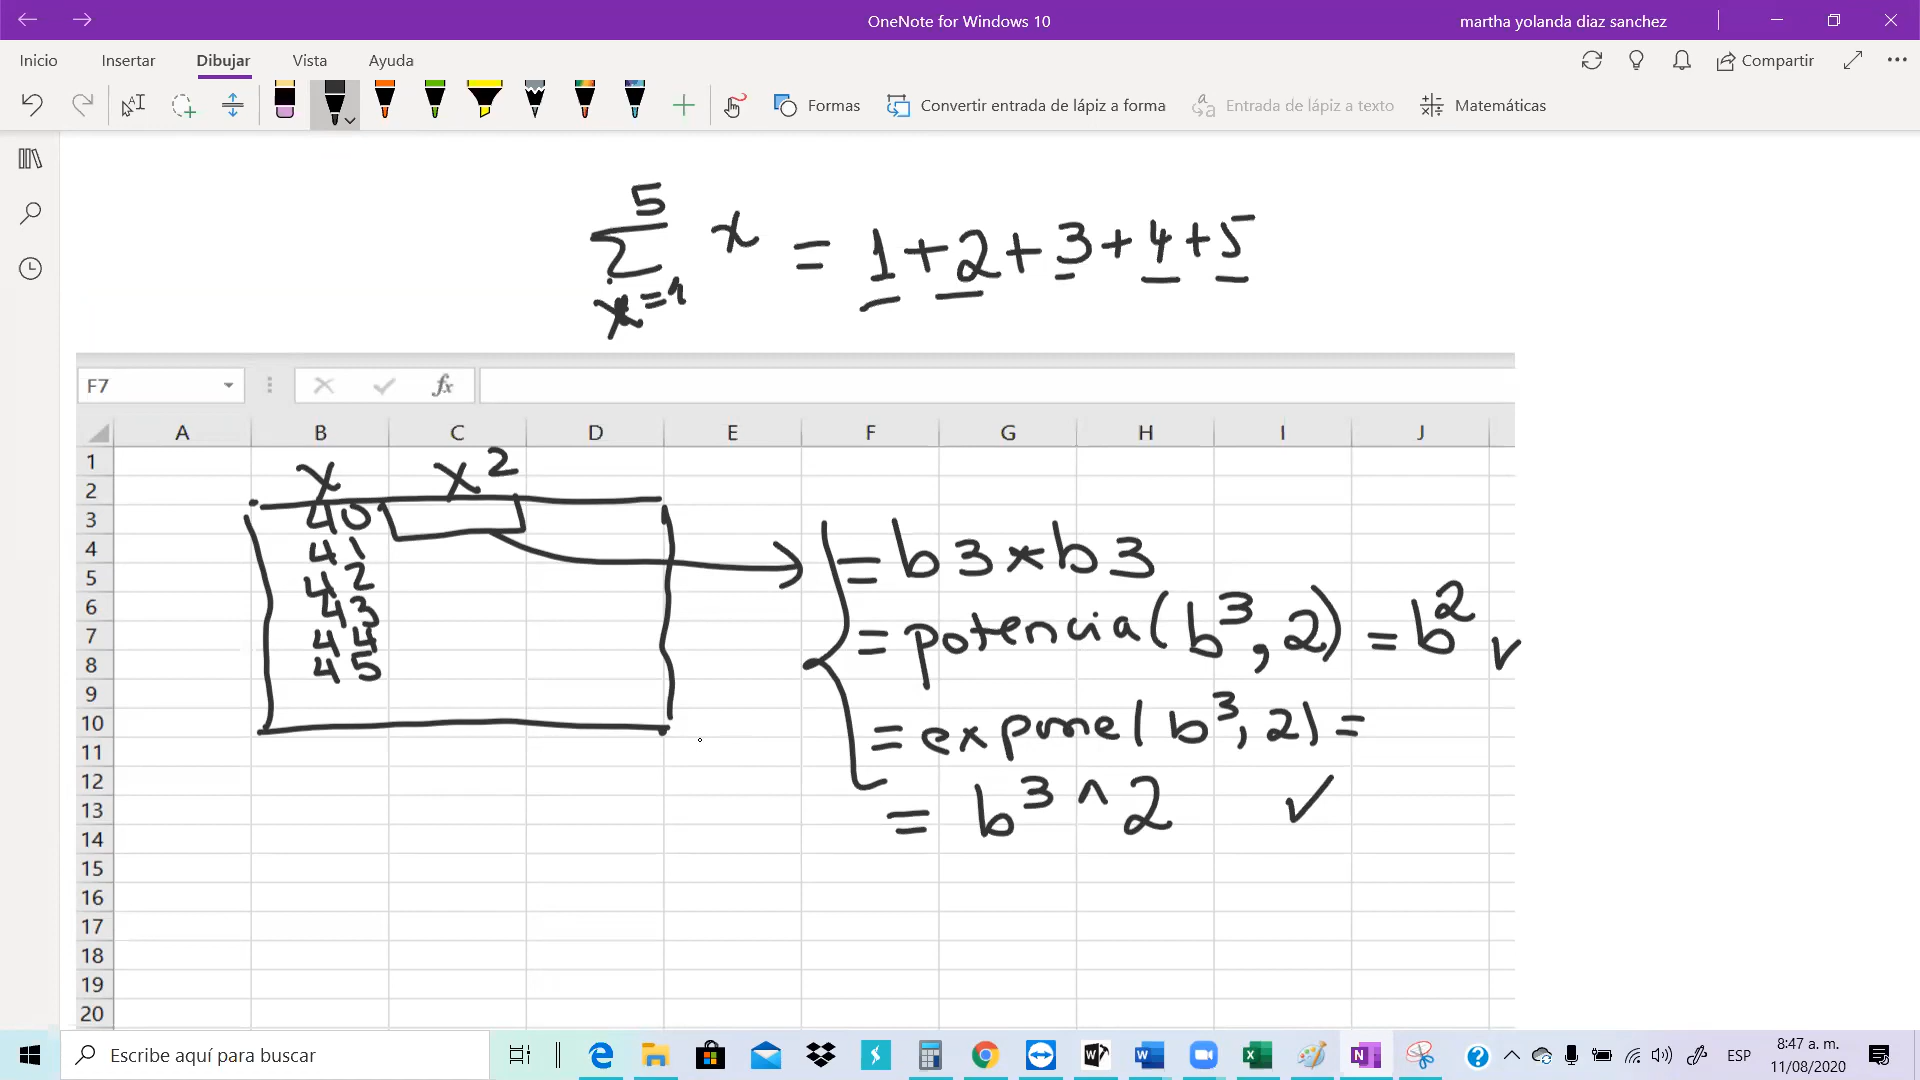 OneNote for Windows 10
martha yolanda diaz sanchez
Inicio Insertar Dibujar Vista Ayuda
Compartir
Formas Convertir entrada de lápiz a forma Entrada de lápiz a texto Matemáticas
5
∑ x = 1+2+3+4+5
x=1
F7 fx
A B C D E F G H I J
1
x x²
2
3 40
4 41
= b3*b3
5 42
6 43
= potencia(b³,2) = b² ✓
7 44
8 45
9
10
= expone(b³,2) =
11
12
= b³^2 ✓
13
14
15
16
17
18
19
20
Escribe aquí para buscar
ESP
8:47 a. m.
11/08/2020